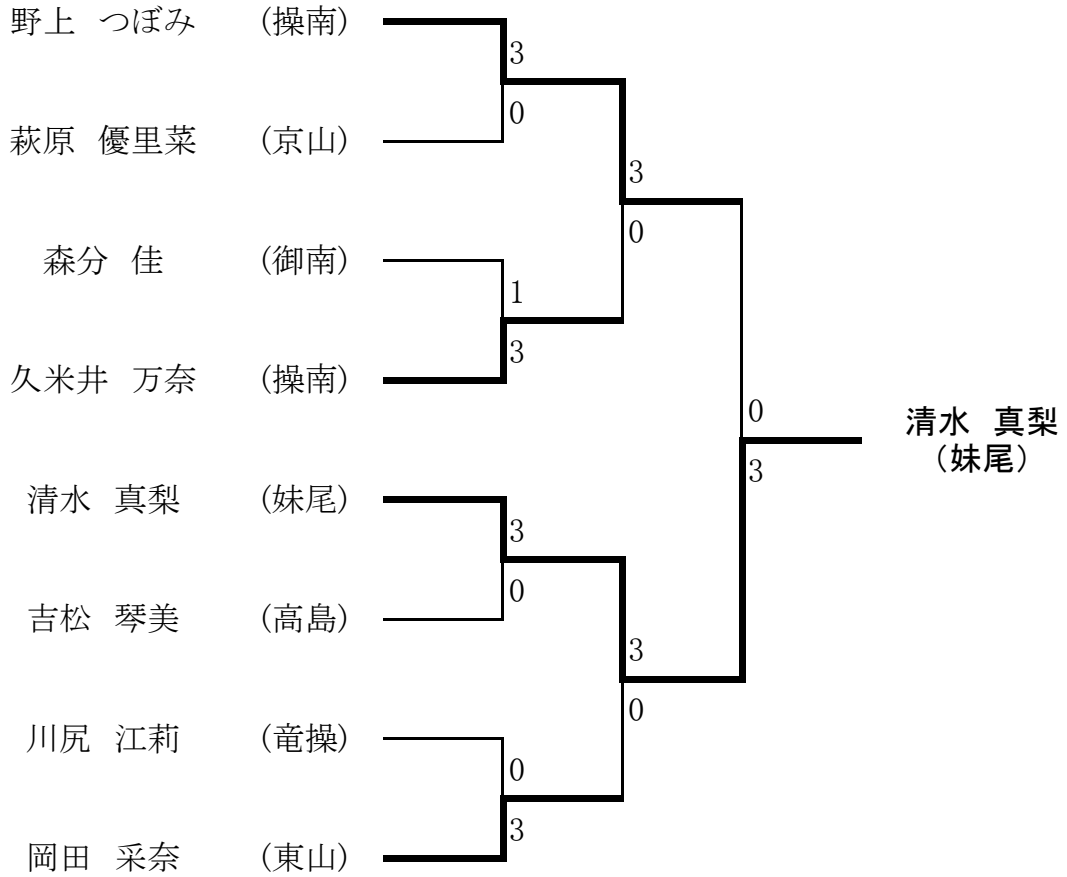 野上 つぼみ (操南)
3
0
萩原 優里菜 (京山)
3
0
森分 佳 (御南)
1
3
久米井 万奈 (操南)
0
3
清水 真梨
(妹尾)
清水 真梨 (妹尾)
3
0
吉松 琴美 (高島)
3
0
川尻 江莉 (竜操)
0
3
岡田 采奈 (東山)